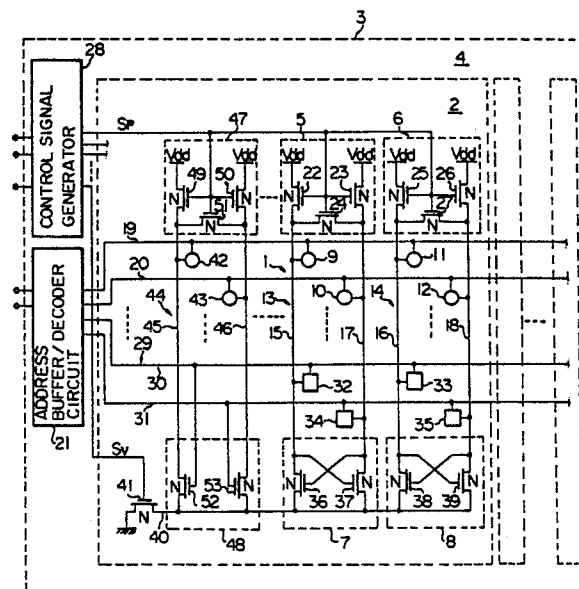 3
28
4
2
CONTROL SIGNAL GENERATOR
SP
47
5
6
Vdd Vdd Vdd Vdd Vdd Vdd
N 49 50 N N 22 23 N N 25 26 N
N 51 N 24 N 27
19
42 9 11
20
1
43 10 12
44 13 14
45 46 15 17 16 18
29
30
31
32 33
34 35
ADDRESS BUFFER/DECODER CIRCUIT
21
Sv
41
N
40
N 52 53 N N 36 37 N N 38 39 N
48
7
8